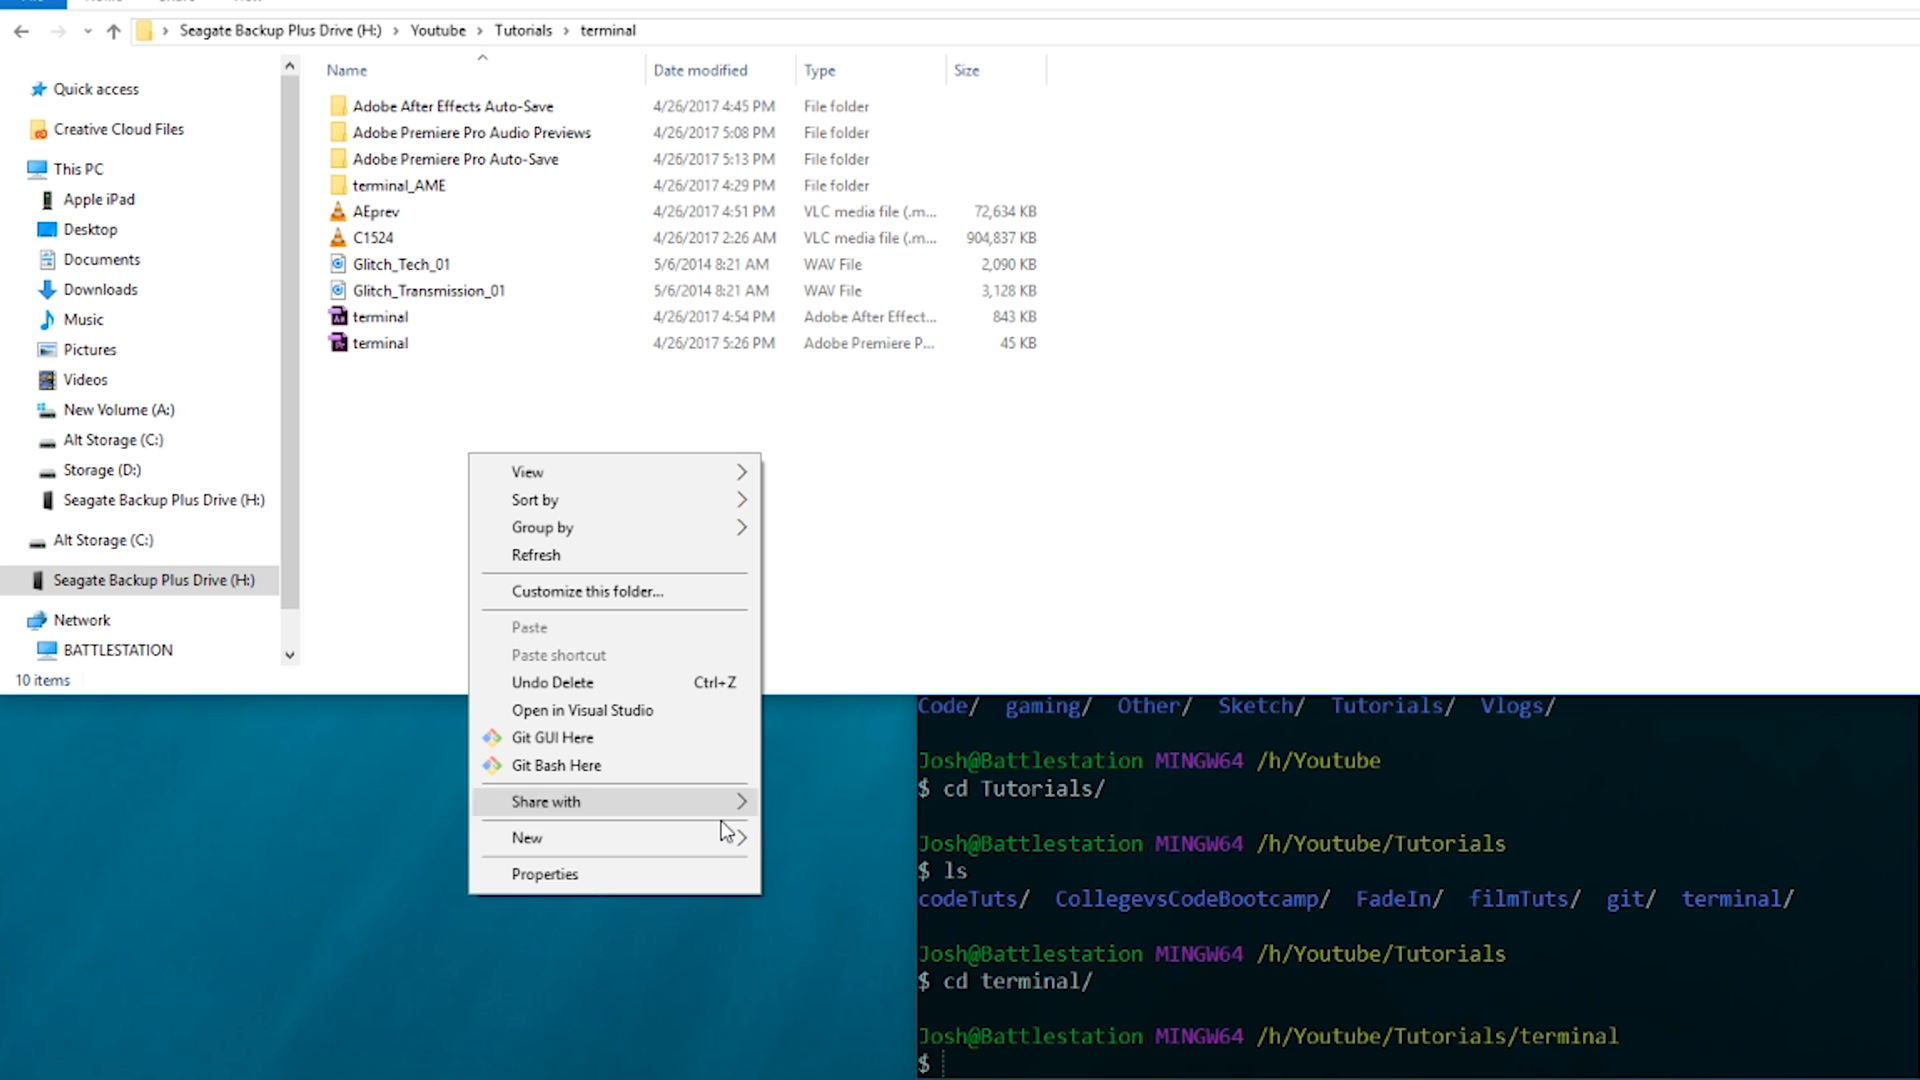 Seagate Backup Plus Drive (H:) > Youtube > Tutorials > terminal
Name Date modified Type Size
Quick access
Creative Cloud Files
This PC
Apple iPad
Desktop
Documents
Downloads
Music
Pictures
Videos
New Volume (A:)
Alt Storage (C:)
Storage (D:)
Seagate Backup Plus Drive (H:)
Alt Storage (C:)
Seagate Backup Plus Drive (H:)
Network
BATTLESTATION
10 items
Adobe After Effects Auto-Save 4/26/2017 4:45 PM File folder
Adobe Premiere Pro Audio Previews 4/26/2017 5:08 PM File folder
Adobe Premiere Pro Auto-Save 4/26/2017 5:13 PM File folder
terminal_AME 4/26/2017 4:29 PM File folder
AEprev 4/26/2017 4:51 PM VLC media file (.m... 72,634 KB
C1524 4/26/2017 2:26 AM VLC media file (.m... 904,837 KB
Glitch_Tech_01 5/6/2014 8:21 AM WAV File 2,090 KB
Glitch_Transmission_01 5/6/2014 8:21 AM WAV File 3,128 KB
terminal 4/26/2017 4:54 PM Adobe After Effect... 843 KB
terminal 4/26/2017 5:26 PM Adobe Premiere P... 45 KB
View
Sort by
Group by
Refresh
Customize this folder...
Paste
Paste shortcut
Undo Delete Ctrl+Z
Open in Visual Studio
Git GUI Here
Git Bash Here
Share with
New
Properties
Code/ gaming/ Other/ Sketch/ Tutorials/ Vlogs/
Josh@Battlestation MINGW64 /h/Youtube
$ cd Tutorials/
Josh@Battlestation MINGW64 /h/Youtube/Tutorials
$ ls
codeTuts/ CollegevsCodeBootcamp/ FadeIn/ filmTuts/ git/ terminal/
Josh@Battlestation MINGW64 /h/Youtube/Tutorials
$ cd terminal/
Josh@Battlestation MINGW64 /h/Youtube/Tutorials/terminal
$